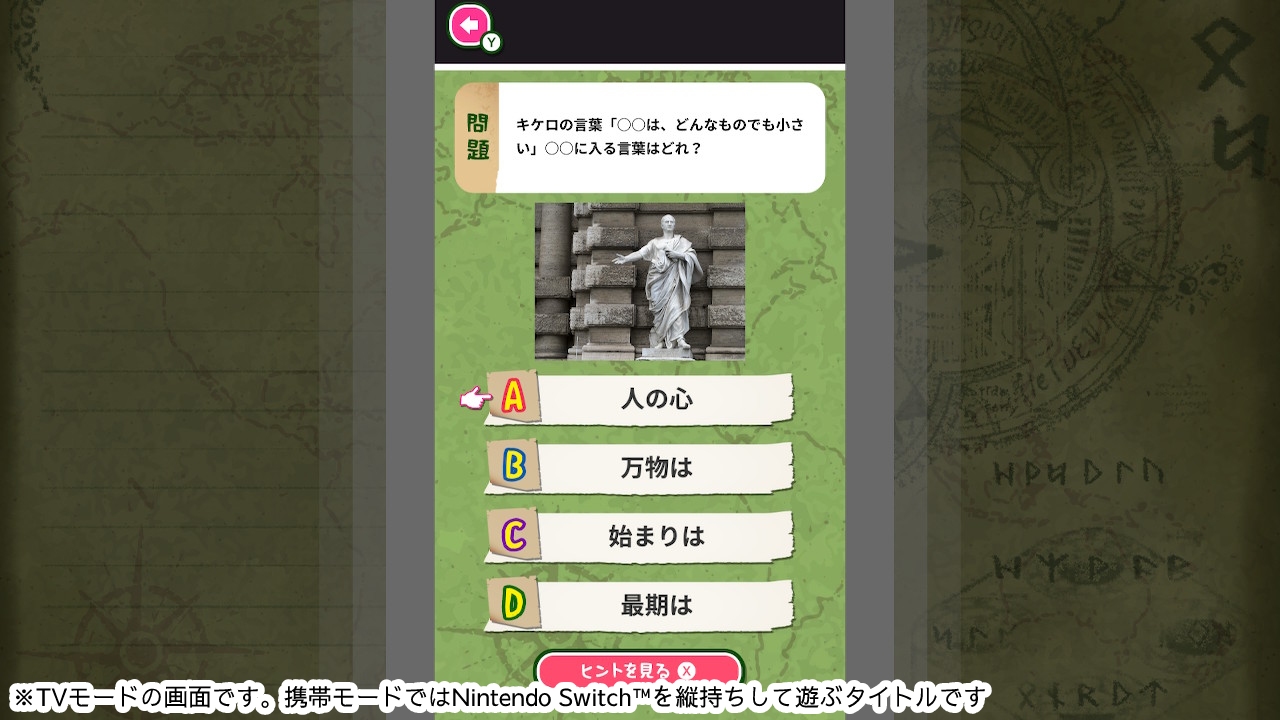 Y
問題
キケロの言葉「○○は、どんなものでも小さ
い」○○に入る言葉はどれ？
A 人の心
B 万物は
C 始まりは
D 最期は
ヒントを見る X
※TVモードの画面です。携帯モードではNintendo Switch™を縦持ちして遊ぶタイトルです